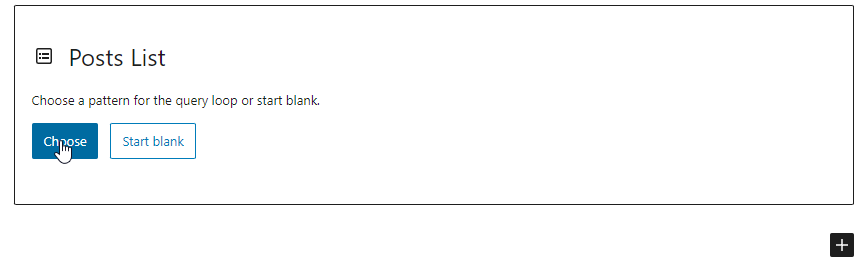 Posts List
Choose a pattern for the query loop or start blank.
Choose
Start blank